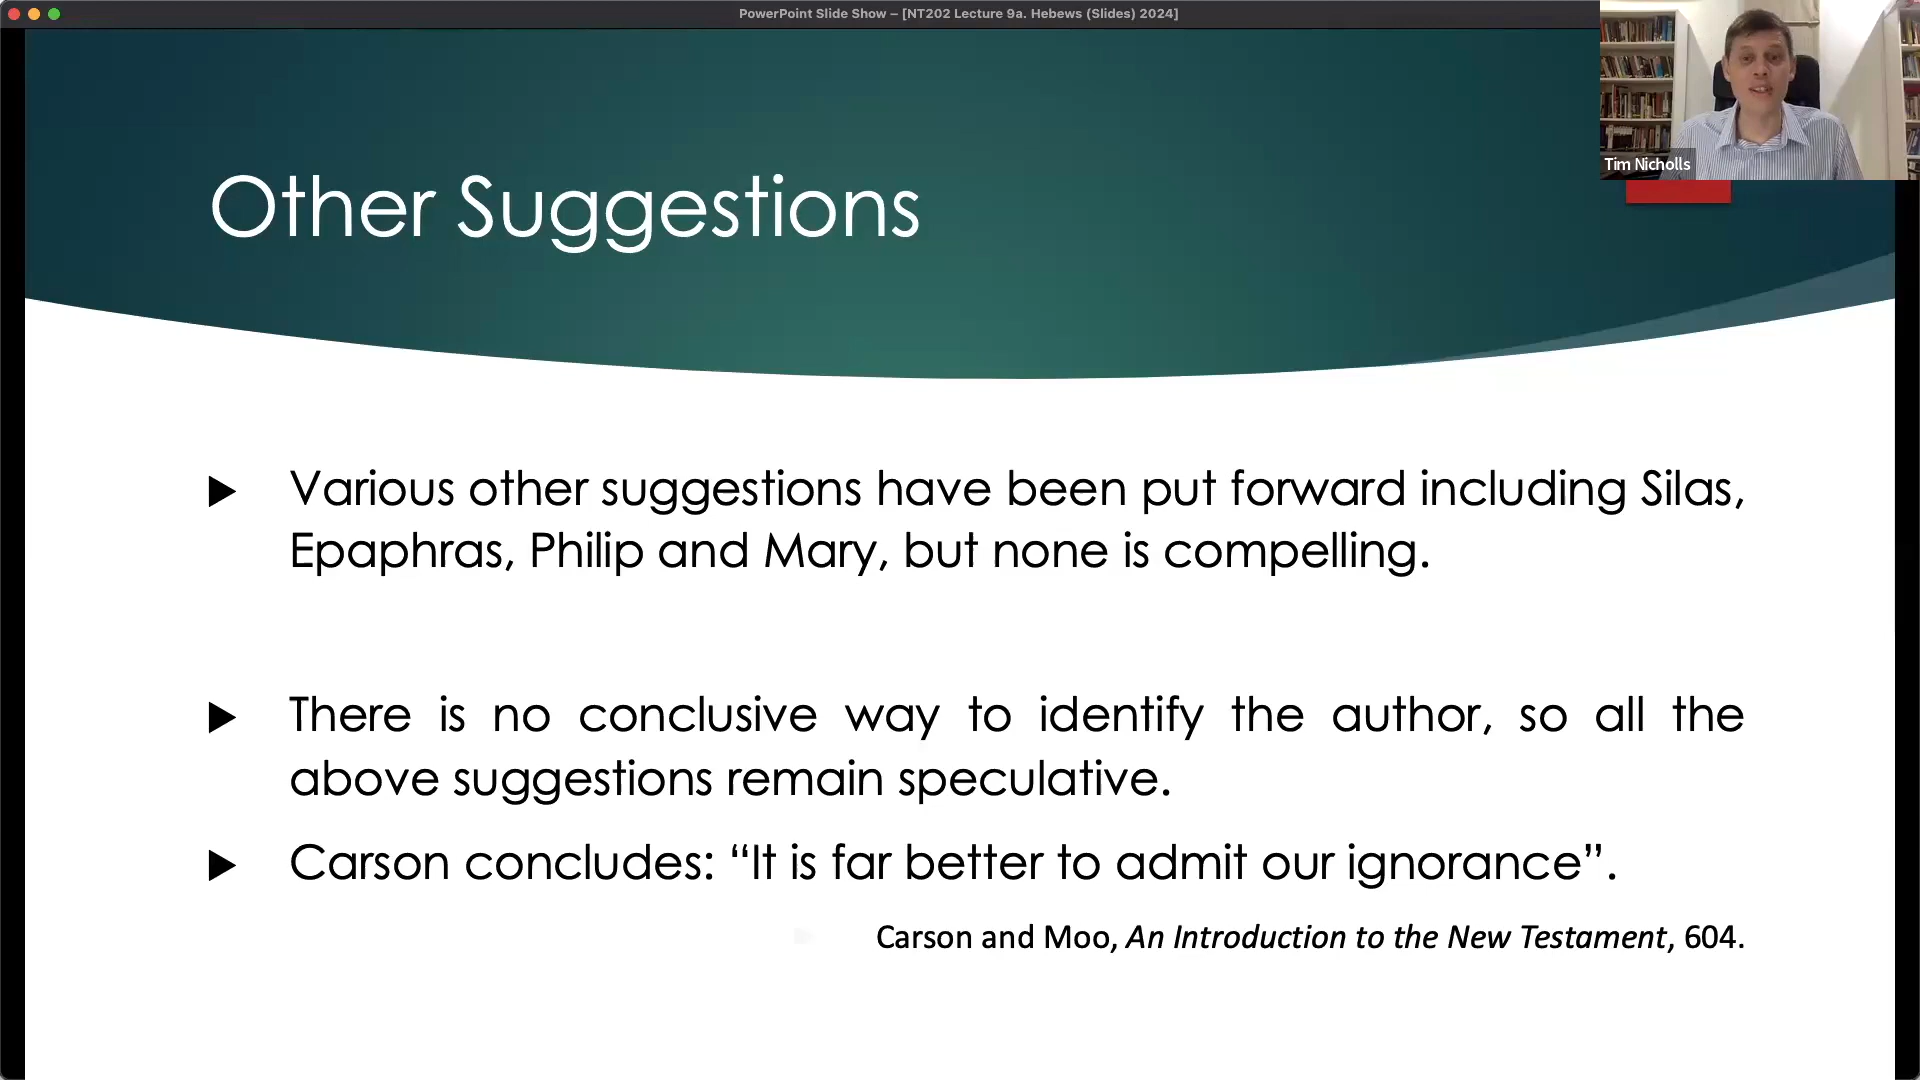 PowerPoint Slide Show – [NT202 Lecture 9a. Hebews (Slides) 2024]
Tim Nicholls
Other Suggestions
Various other suggestions have been put forward including Silas,
Epaphras, Philip and Mary, but none is compelling.
There is no conclusive way to identify the author, so all the
above suggestions remain speculative.
Carson concludes: “It is far better to admit our ignorance”.
Carson and Moo, An Introduction to the New Testament, 604.